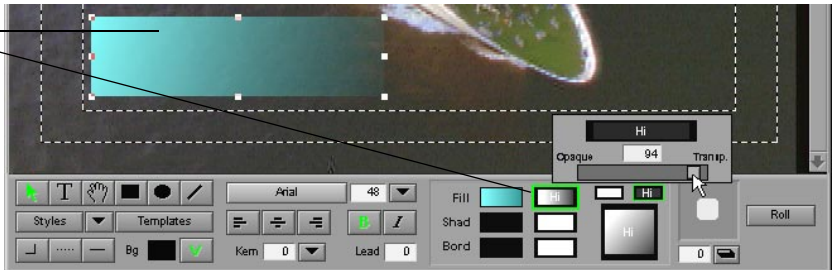 Hi
Opaque 94 Transp.
T Arial 48 Fill Hi Hi
Styles Templates B I Shad Hi Roll
Bg V Kern 0 Lead 0 Bord 0